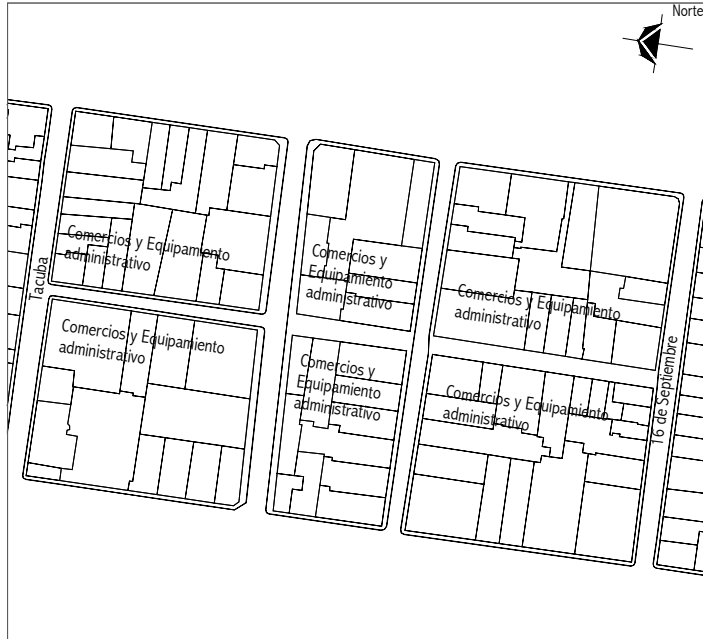 Norte
Comercios y Equipamiento
administrativo
Comercios y
Equipamiento
administrativo
Comercios y Equipamiento
administrativo
Tacuba
Comercios y Equipamiento
administrativo
Comercios y
Equipamiento
administrativo
Comercios y Equipamiento
administrativo
16 de Septiembre